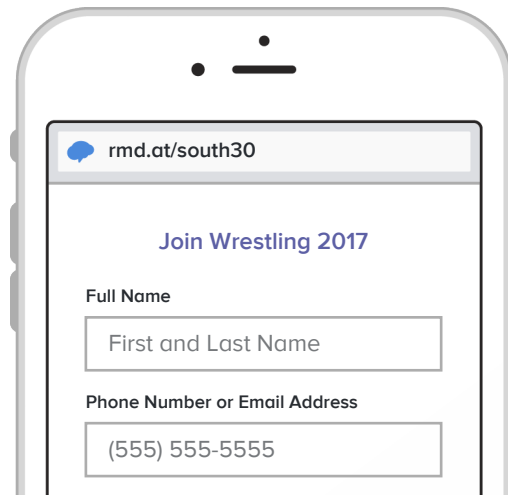 rmd.at/south30
Join Wrestling 2017
Full Name
First and Last Name
Phone Number or Email Address
(555) 555-5555